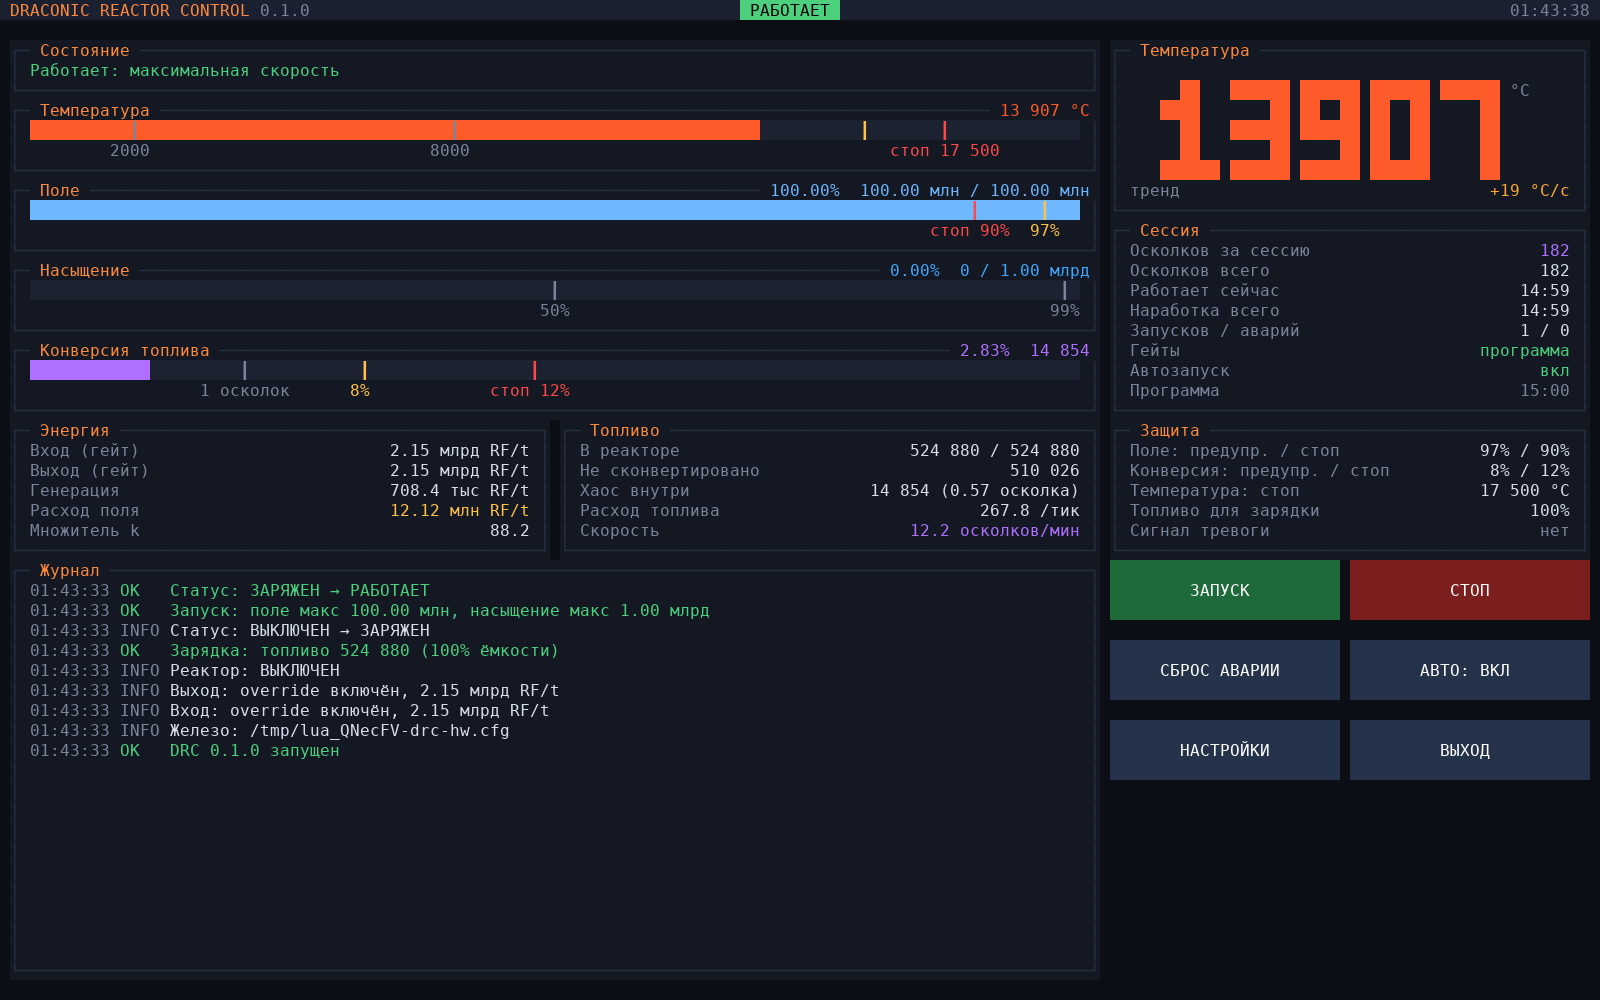 DRACONIC REACTOR CONTROL 0.1.0 РАБОТАЕТ 01:43:38
Состояние
Работает: максимальная скорость
Температура 13 907 °C
2000 8000 стоп 17 500
Поле 100.00% 100.00 млн / 100.00 млн
стоп 90% 97%
Насыщение 0.00% 0 / 1.00 млрд
50% 99%
Конверсия топлива 2.83% 14 854
1 осколок 8% стоп 12%
Энергия
Вход (гейт) 2.15 млрд RF/t
Выход (гейт) 2.15 млрд RF/t
Генерация 708.4 тыс RF/t
Расход поля 12.12 млн RF/t
Множитель k 88.2
Топливо
В реакторе 524 880 / 524 880
Не сконвертировано 510 026
Хаос внутри 14 854 (0.57 осколка)
Расход топлива 267.8 /тик
Скорость 12.2 осколков/мин
Журнал
01:43:33 OK Статус: ЗАРЯЖЕН → РАБОТАЕТ
01:43:33 OK Запуск: поле макс 100.00 млн, насыщение макс 1.00 млрд
01:43:33 INFO Статус: ВЫКЛЮЧЕН → ЗАРЯЖЕН
01:43:33 OK Зарядка: топливо 524 880 (100% ёмкости)
01:43:33 INFO Реактор: ВЫКЛЮЧЕН
01:43:33 INFO Выход: override включён, 2.15 млрд RF/t
01:43:33 INFO Вход: override включён, 2.15 млрд RF/t
01:43:33 INFO Железо: /tmp/lua_QNecFV-drc-hw.cfg
01:43:33 OK DRC 0.1.0 запущен
Температура
13907 °C
тренд +19 °C/с
Сессия
Осколков за сессию 182
Осколков всего 182
Работает сейчас 14:59
Наработка всего 14:59
Запусков / аварий 1 / 0
Гейты программа
Автозапуск вкл
Программа 15:00
Защита
Поле: предупр. / стоп 97% / 90%
Конверсия: предупр. / стоп 8% / 12%
Температура: стоп 17 500 °C
Топливо для зарядки 100%
Сигнал тревоги нет
ЗАПУСК СТОП
СБРОС АВАРИИ АВТО: ВКЛ
НАСТРОЙКИ ВЫХОД